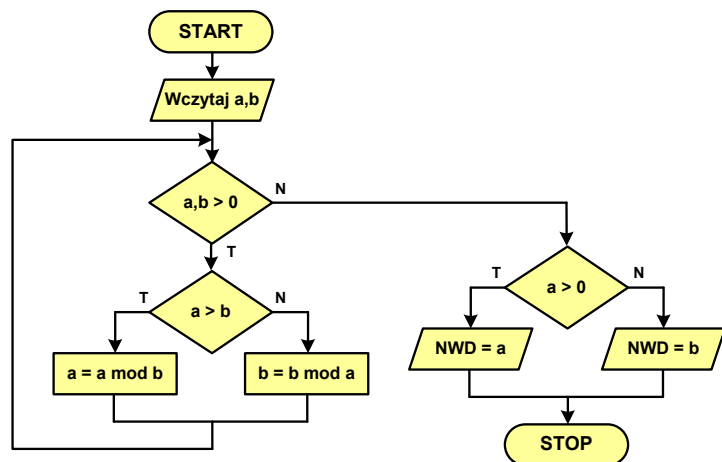 START
Wczytaj a,b
a,b > 0
N
T
a > b
T
N
a = a mod b
b = b mod a
a > 0
T
N
NWD = a
NWD = b
STOP